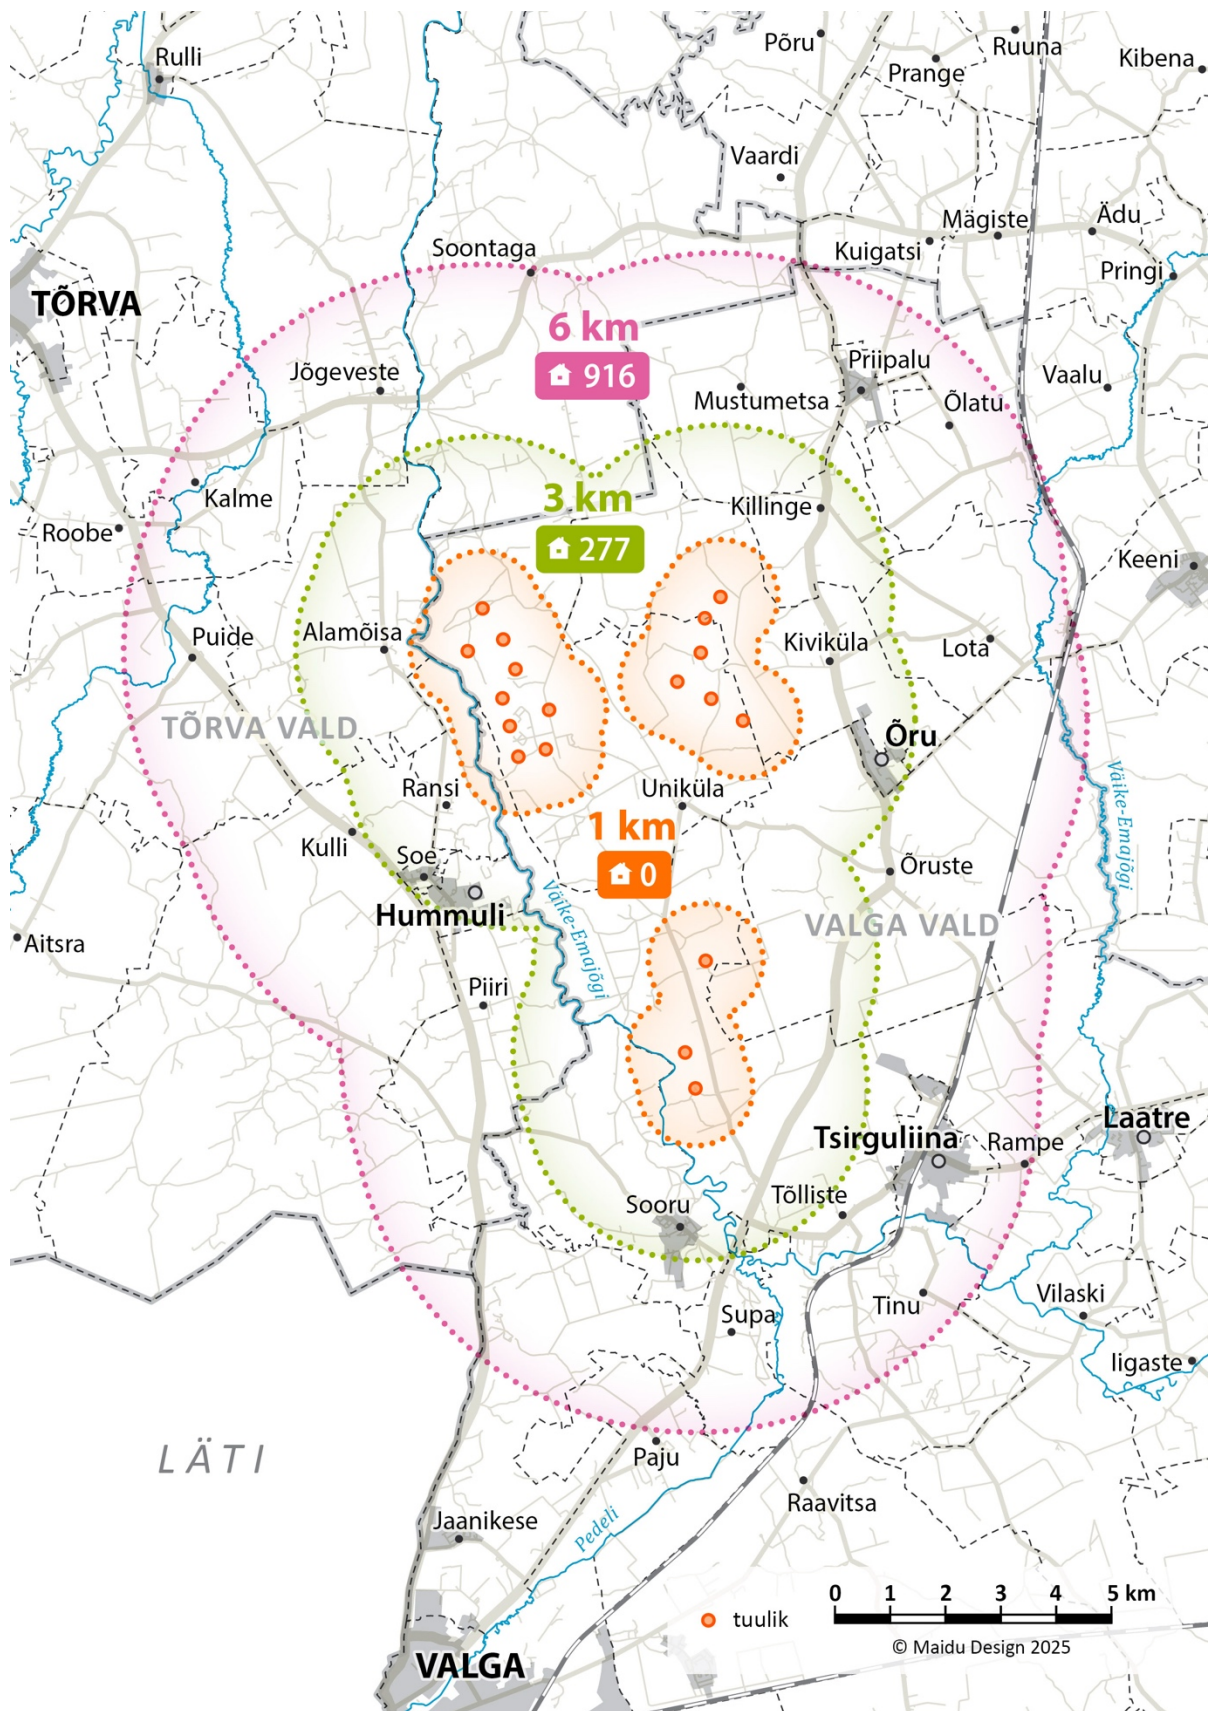 Põru
Ruuna
Rulli
Prange
Kibena
Vaardi
Mägiste
Ädu
Soontaga
Kuigatsi
Pringi
TÕRVA
6 km
916
Jõgeveste
Priipalu
Vaalu
Mustumetsa
Õlatu
Kalme
3 km
277
Killinge
Roobe
Keeni
Puide
Alamõisa
Kiviküla
Lota
TÕRVA VALD
Õru
Ransi
Uniküla
Väike-Emajõgi
1 km
0
Kulli
Soe
Õruste
Hummuli
Väike-Emajõgi
VALGA VALD
Aitsra
Piiri
Laatre
Tsirguliina
Rampe
Sooru
Tõlliste
Tinu
Vilaski
Supa
Iigaste
LÄTI
Paju
Raavitsa
Jaanikese
Pedeli
0 1 2 3 4 5 km
tuulik
© Maidu Design 2025
VALGA